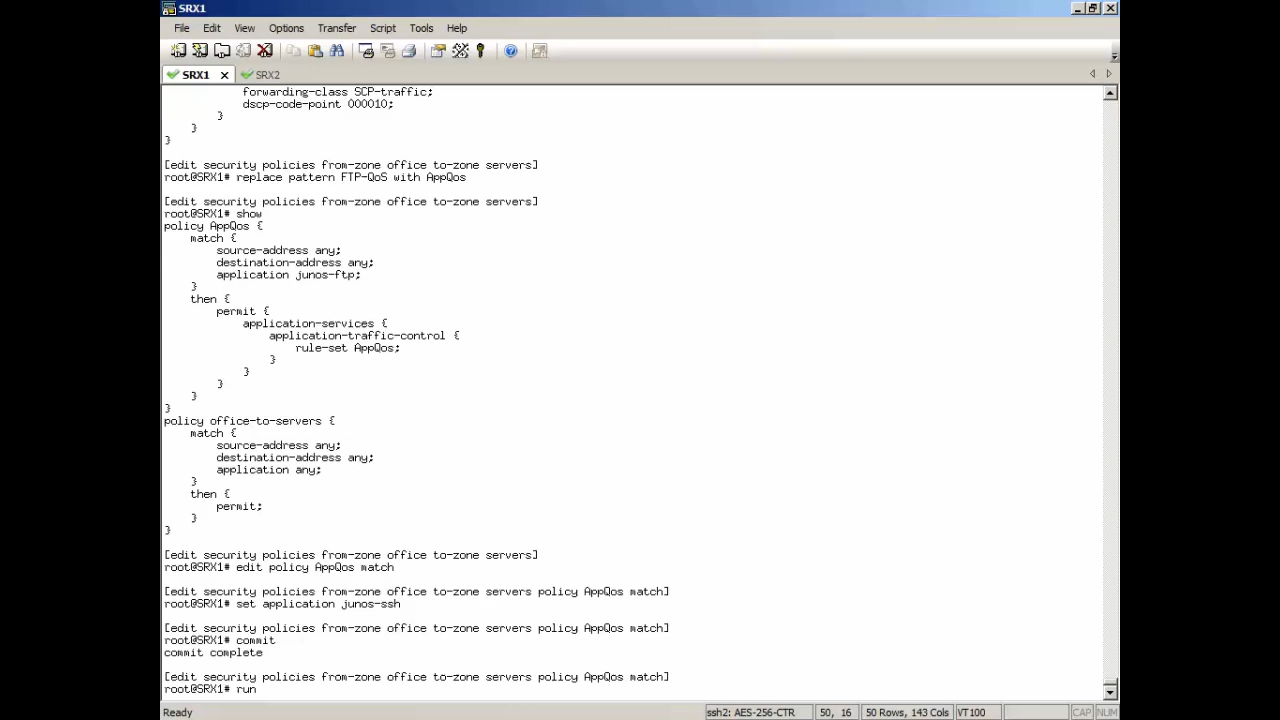 SRX1
File Edit View Options Transfer Script Tools Help
SRX1 SRX2
forwarding-class SCP-traffic;
dscp-code-point 000010;
}
}
}
[edit security policies from-zone office to-zone servers]
root@SRX1# replace pattern FTP-QoS with AppQos
[edit security policies from-zone office to-zone servers]
root@SRX1# show
policy AppQos {
match {
source-address any;
destination-address any;
application junos-ftp;
}
then {
permit {
application-services {
application-traffic-control {
rule-set AppQos;
}
}
}
}
}
policy office-to-servers {
match {
source-address any;
destination-address any;
application any;
}
then {
permit;
}
}
[edit security policies from-zone office to-zone servers]
root@SRX1# edit policy AppQos match
[edit security policies from-zone office to-zone servers policy AppQos match]
root@SRX1# set application junos-ssh
[edit security policies from-zone office to-zone servers policy AppQos match]
root@SRX1# commit
commit complete
[edit security policies from-zone office to-zone servers policy AppQos match]
root@SRX1# run
Ready ssh2: AES-256-CTR 50, 16 50 Rows, 143 Cols VT100 CAP NUM